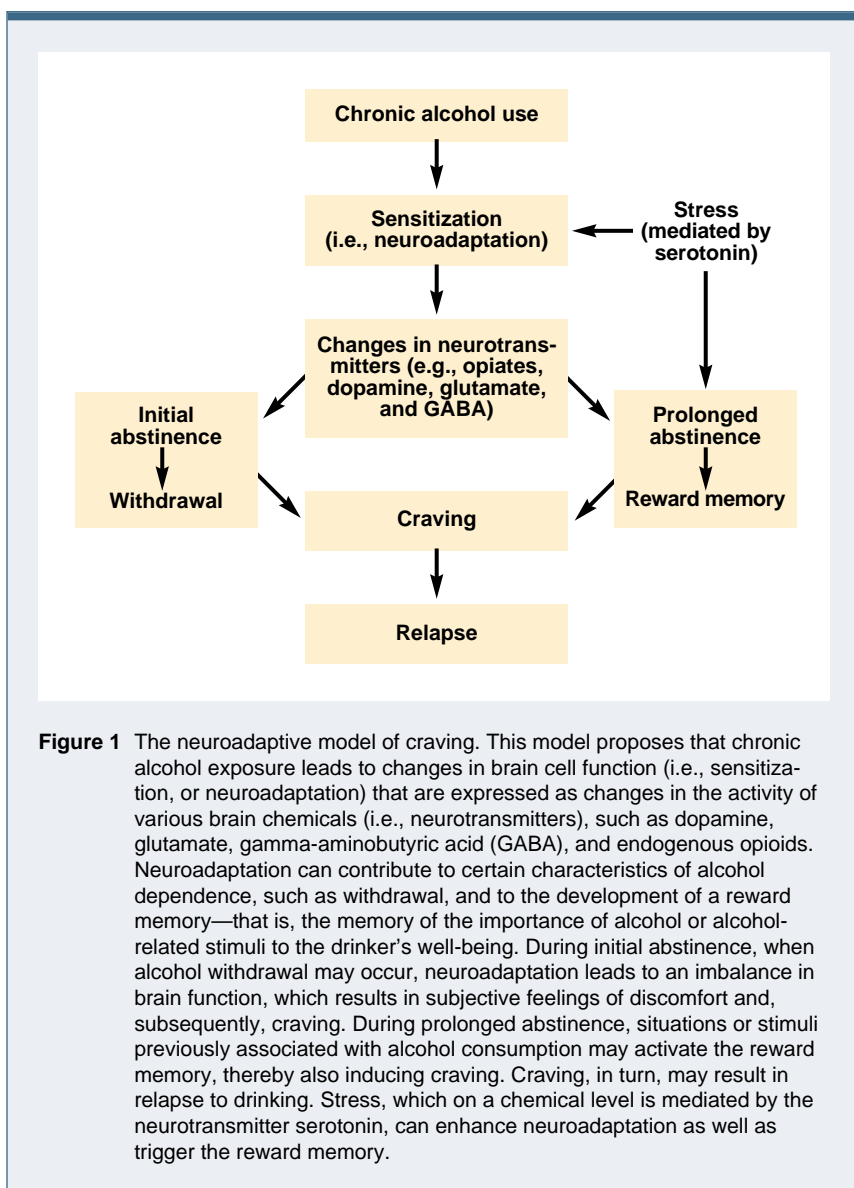 Chronic alcohol use
Sensitization
(i.e., neuroadaptation)
Stress
(mediated by
serotonin)
Changes in neurotrans-
mitters (e.g., opiates,
dopamine, glutamate,
and GABA)
Initial
abstinence
Withdrawal
Prolonged
abstinence
Reward memory
Craving
Relapse
Figure 1 The neuroadaptive model of craving. This model proposes that chronic
alcohol exposure leads to changes in brain cell function (i.e., sensitiza-
tion, or neuroadaptation) that are expressed as changes in the activity of
various brain chemicals (i.e., neurotransmitters), such as dopamine,
glutamate, gamma-aminobutyric acid (GABA), and endogenous opioids.
Neuroadaptation can contribute to certain characteristics of alcohol
dependence, such as withdrawal, and to the development of a reward
memory—that is, the memory of the importance of alcohol or alcohol-
related stimuli to the drinker's well-being. During initial abstinence, when
alcohol withdrawal may occur, neuroadaptation leads to an imbalance in
brain function, which results in subjective feelings of discomfort and,
subsequently, craving. During prolonged abstinence, situations or stimuli
previously associated with alcohol consumption may activate the reward
memory, thereby also inducing craving. Craving, in turn, may result in
relapse to drinking. Stress, which on a chemical level is mediated by the
neurotransmitter serotonin, can enhance neuroadaptation as well as
trigger the reward memory.